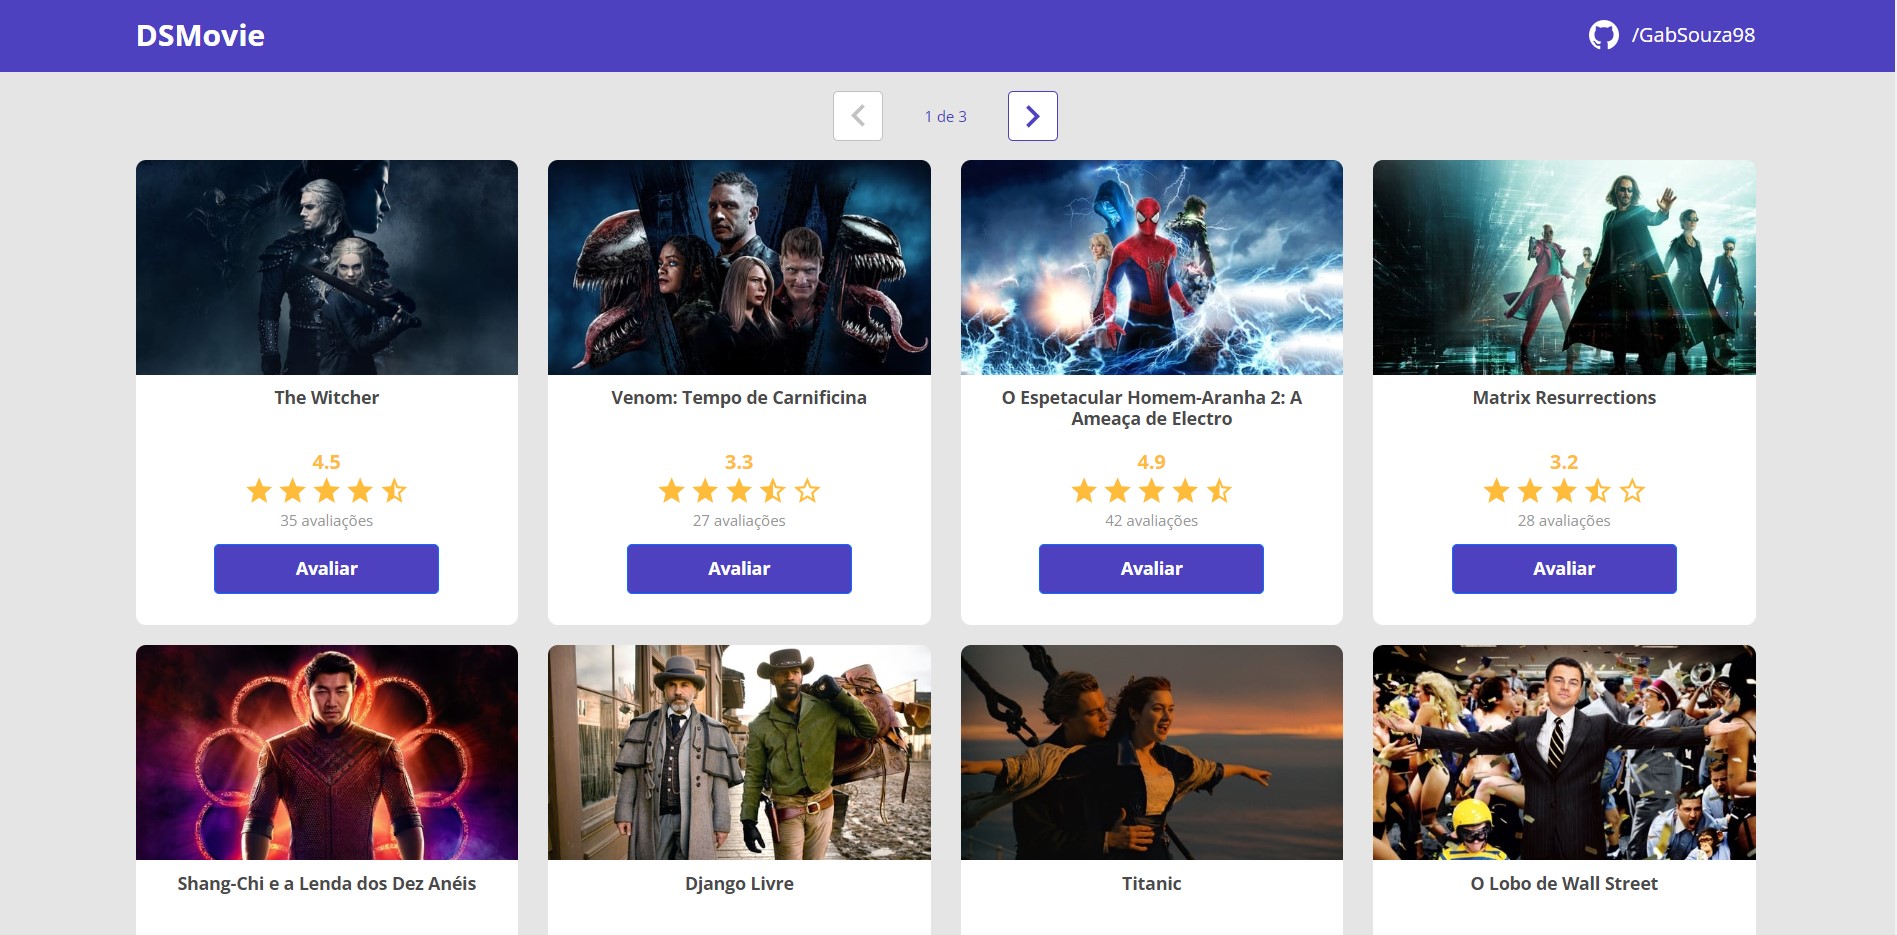 DSMovie
/GabSouza98
1 de 3
The Witcher
4.5
35 avaliações
Avaliar
Venom: Tempo de Carnificina
3.3
27 avaliações
Avaliar
O Espetacular Homem-Aranha 2: A
Ameaça de Electro
4.9
42 avaliações
Avaliar
Matrix Resurrections
3.2
28 avaliações
Avaliar
Shang-Chi e a Lenda dos Dez Anéis
Django Livre
Titanic
O Lobo de Wall Street